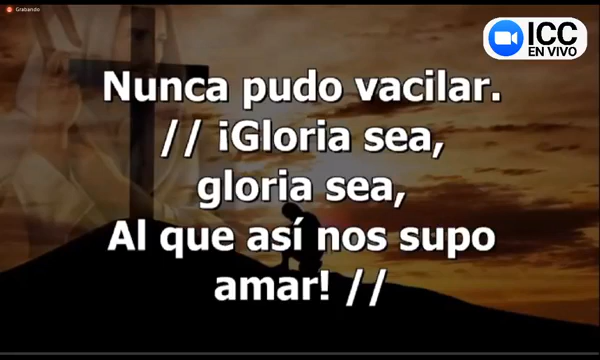 Grabando
ICC
EN VIVO
Nunca pudo vacilar.
// ¡Gloria sea,
gloria sea,
Al que así nos supo
amar! //